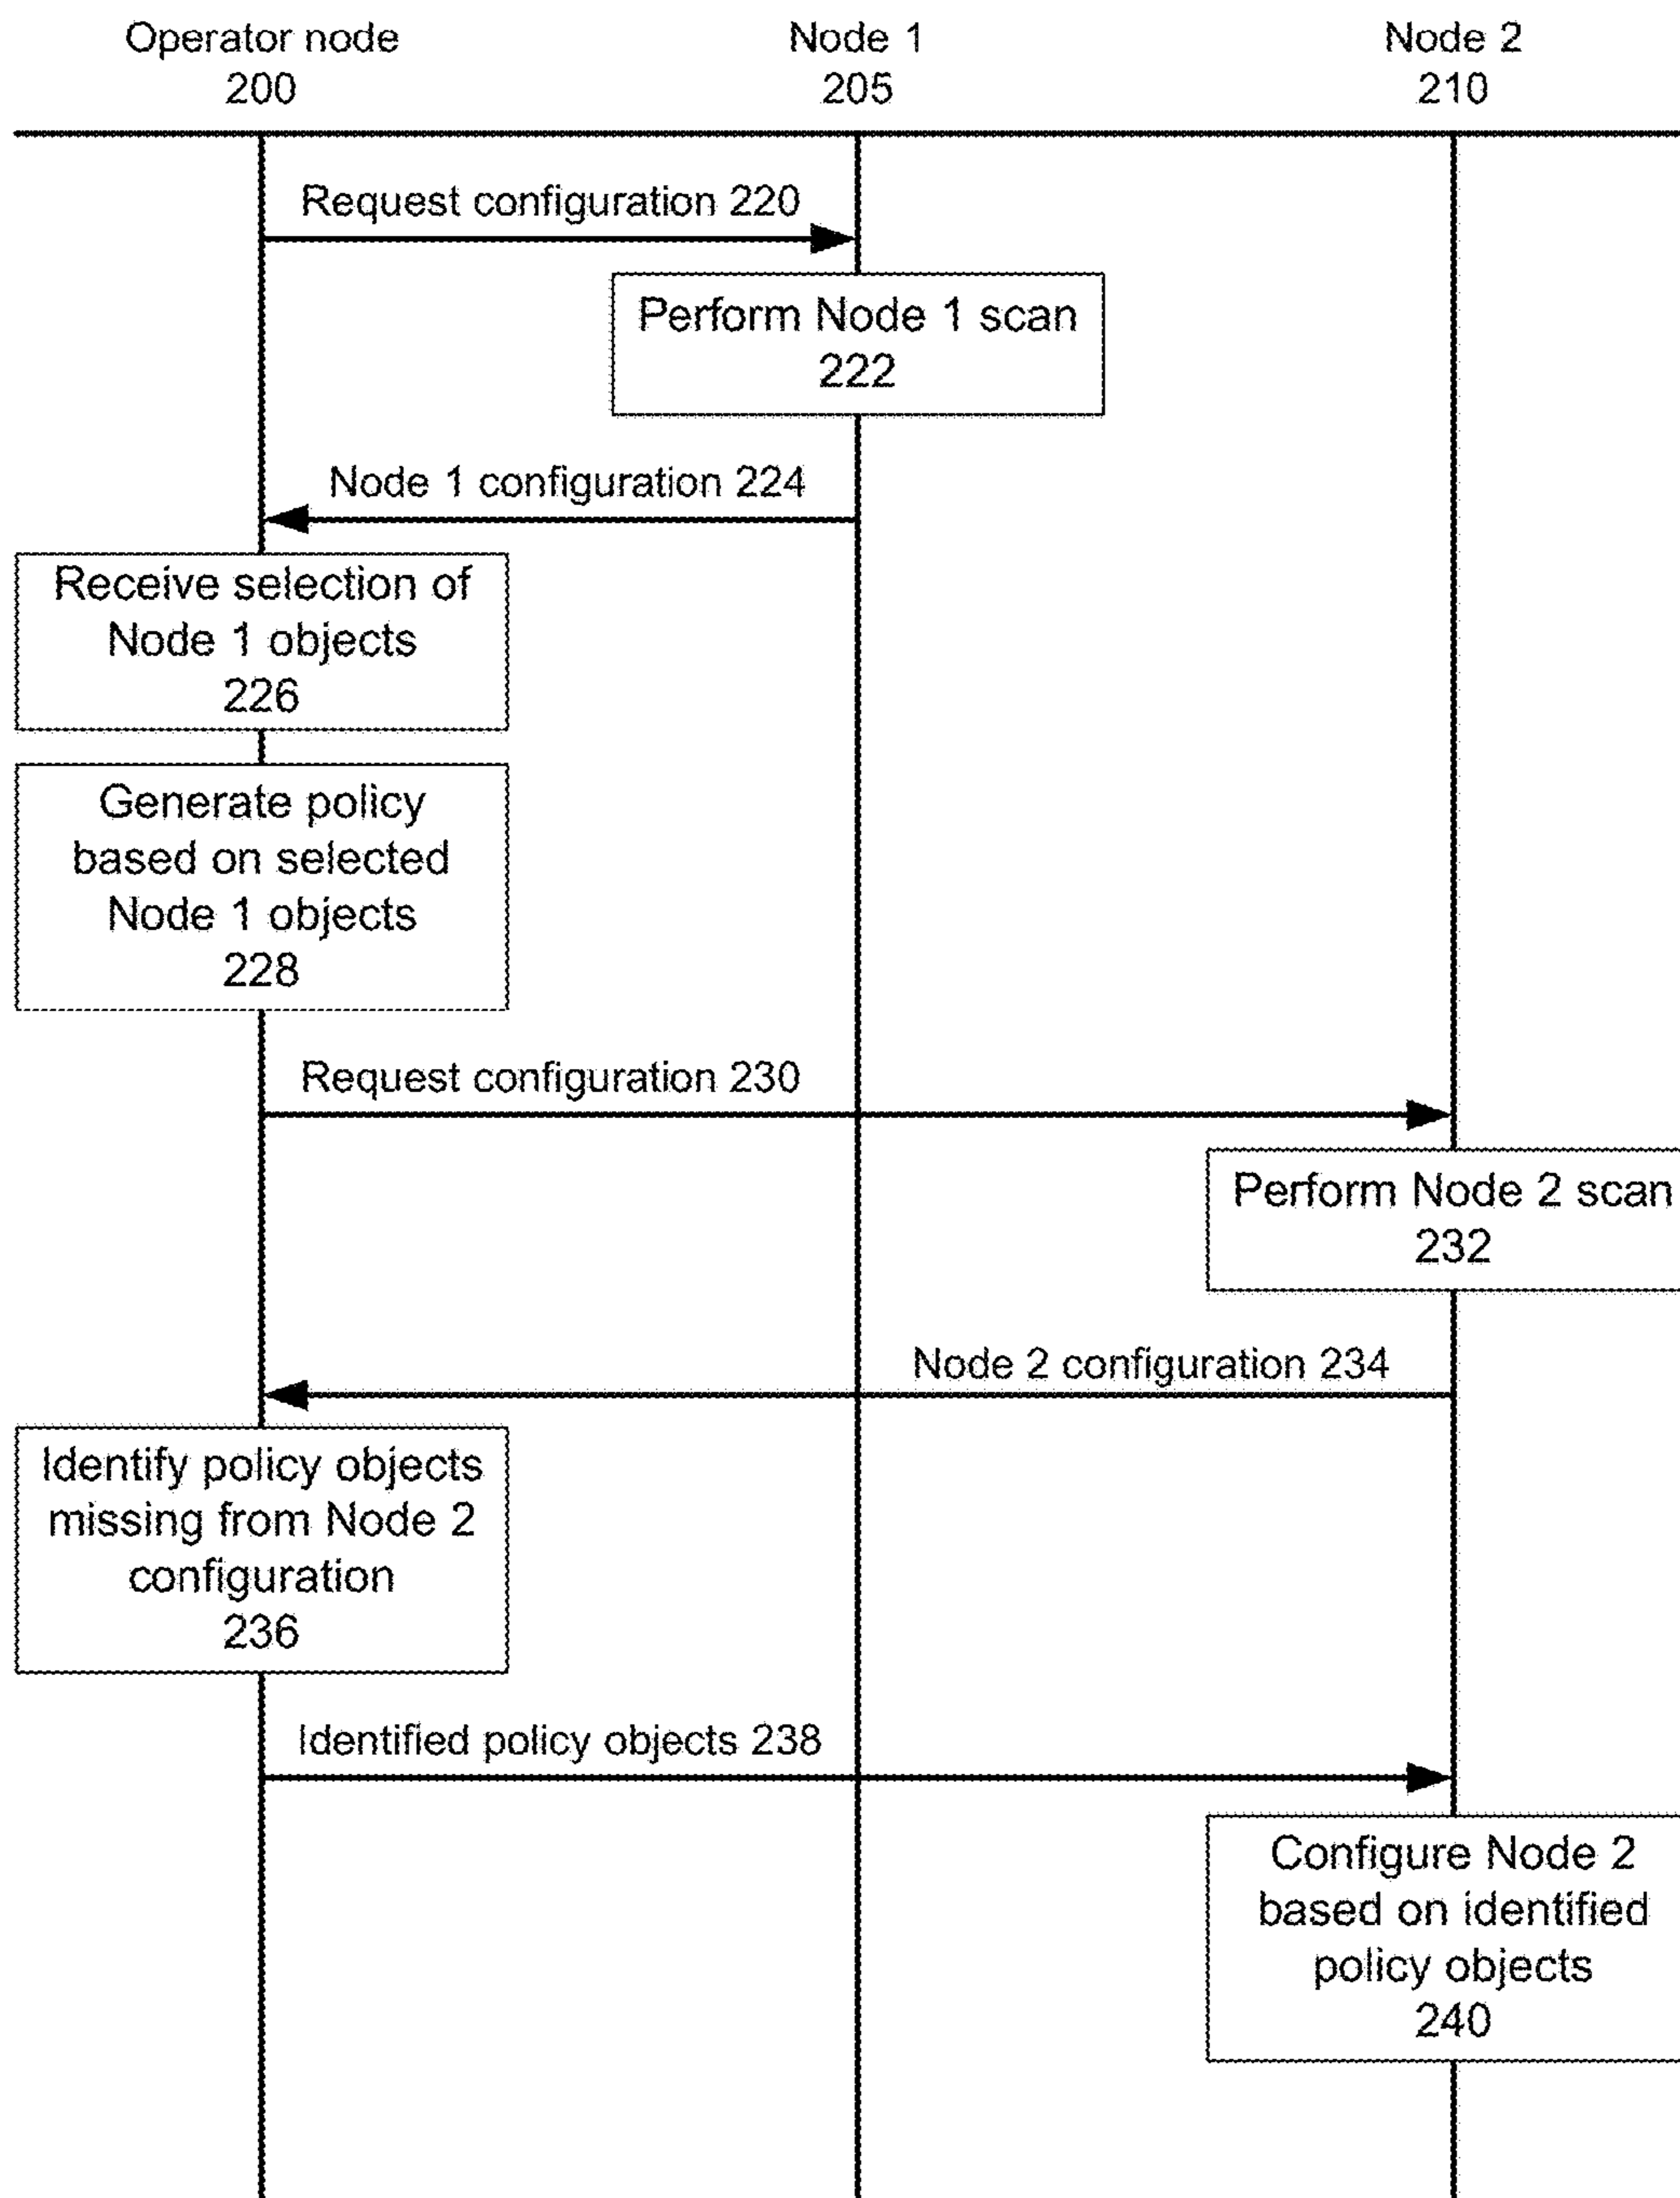 Operator node
200
Node 1
205
Node 2
210
Request configuration 220
Perform Node 1 scan
222
Node 1 configuration 224
Receive selection of
Node 1 objects
226
Generate policy
based on selected
Node 1 objects
228
Request configuration 230
Perform Node 2 scan
232
Node 2 configuration 234
Identify policy objects
missing from Node 2
configuration
236
Identified policy objects 238
Configure Node 2
based on identified
policy objects
240